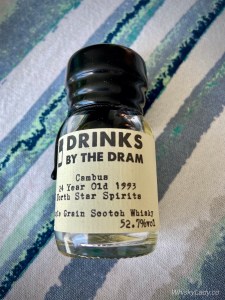 DRINKS
BY THE DRAM
Cambus
24 Year Old 1993
North Star Spirits
Grain Scotch Whisky
52.7%vol
WhiskyLady.co